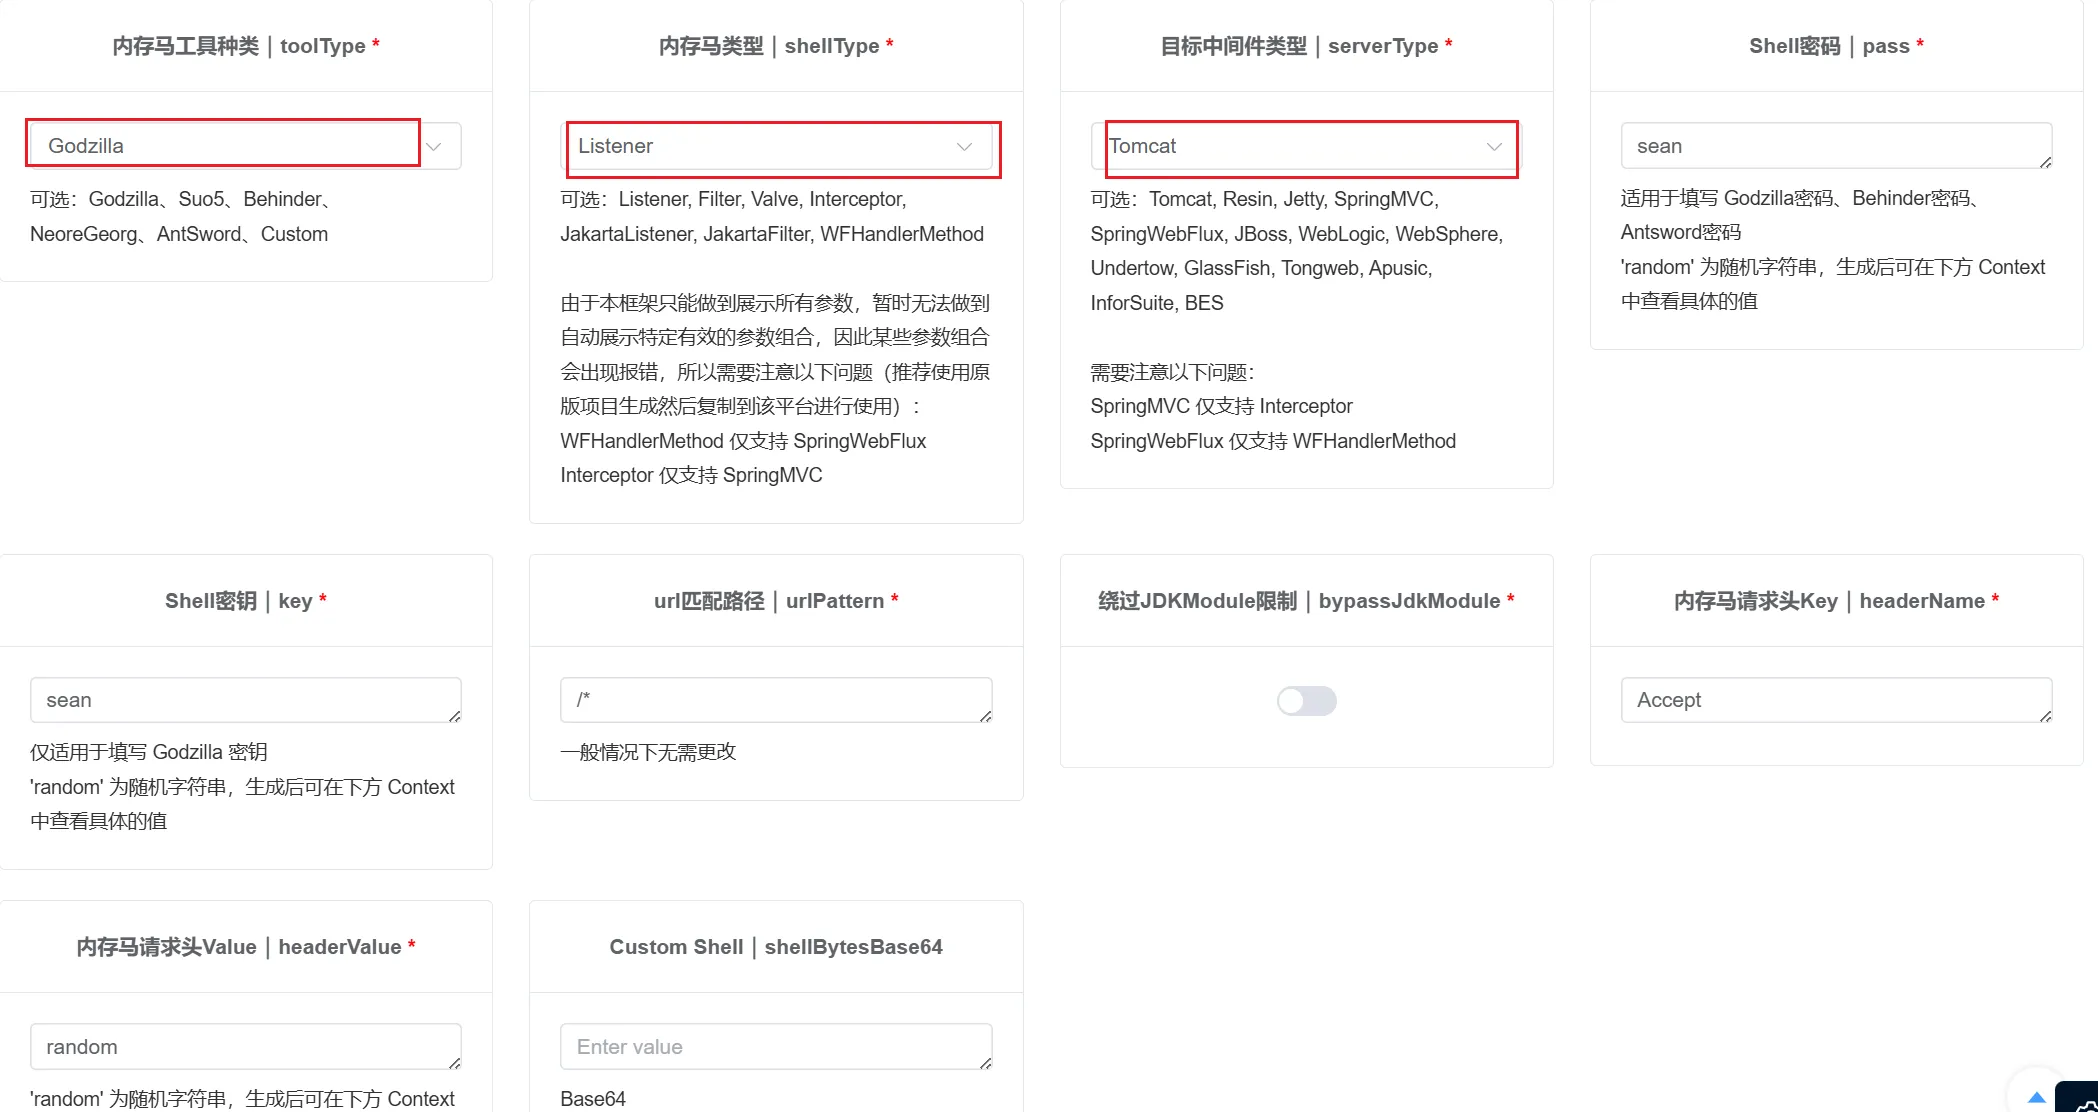 内存马工具种类｜toolType *
Godzilla
可选：Godzilla、Suo5、Behinder、
NeoreGeorg、AntSword、Custom
内存马类型｜shellType *
Listener
可选：Listener, Filter, Valve, Interceptor,
JakartaListener, JakartaFilter, WFHandlerMethod
由于本框架只能做到展示所有参数，暂时无法做到
自动展示特定有效的参数组合，因此某些参数组合
会出现报错，所以需要注意以下问题（推荐使用原
版项目生成然后复制到该平台进行使用）：
WFHandlerMethod 仅支持 SpringWebFlux
Interceptor 仅支持 SpringMVC
目标中间件类型｜serverType *
Tomcat
可选：Tomcat, Resin, Jetty, SpringMVC,
SpringWebFlux, JBoss, WebLogic, WebSphere,
Undertow, GlassFish, Tongweb, Apusic,
InforSuite, BES
需要注意以下问题：
SpringMVC 仅支持 Interceptor
SpringWebFlux 仅支持 WFHandlerMethod
Shell密码｜pass *
sean
适用于填写 Godzilla密码、Behinder密码、
Antsword密码
'random' 为随机字符串，生成后可在下方 Context
中查看具体的值
Shell密钥｜key *
sean
仅适用于填写 Godzilla 密钥
'random' 为随机字符串，生成后可在下方 Context
中查看具体的值
url匹配路径｜urlPattern *
/*
一般情况下无需更改
绕过JDKModule限制｜bypassJdkModule *
内存马请求头Key｜headerName *
Accept
内存马请求头Value｜headerValue *
random
'random' 为随机字符串，生成后可在下方 Context
Custom Shell｜shellBytesBase64
Enter value
Base64